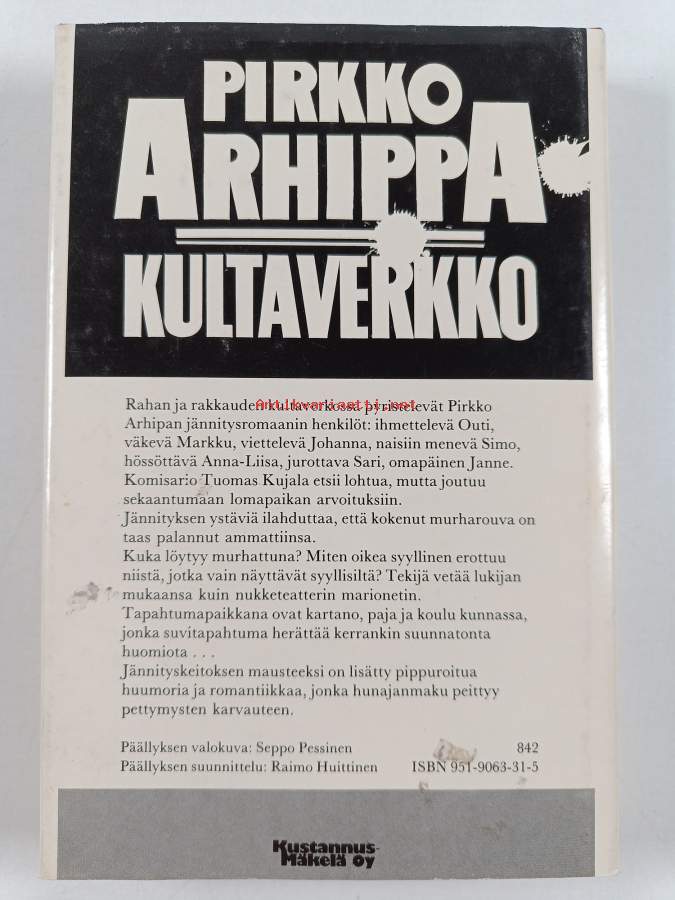 PIRKKO
ARHIPPA
KULTAVERKKO
Antikvariaatti.net
Rahan ja rakkauden kultaverkossa pyristelevät Pirkko
Arhipan jännitysromaanin henkilöt: ihmettelevä Outi,
väkevä Markku, viettelevä Johanna, naisiin menevä Simo,
hössöttävä Anna-Liisa, jurottava Sari, omapäinen Janne.
Komisario Tuomas Kujala etsii lohtua, mutta joutuu
sekaantumaan lomapaikan arvoituksiin.
Jännityksen ystäviä ilahduttaa, että kokenut murharouva on
taas palannut ammattiinsa.
Kuka löytyy murhattuna? Miten oikea syyllinen erottuu
niistä, jotka vain näyttävät syyllisiltä? Tekijä vetää lukijan
mukaansa kuin nukketeatterin marionetin.
Tapahtumapaikkana ovat kartano, paja ja koulu kunnassa,
jonka suvitapahtuma herättää kerrankin suunnatonta
huomiota . . .
Jännityskeitoksen mausteeksi on lisätty pippuroitua
huumoria ja romantiikkaa, jonka hunajanmaku peittyy
pettymysten karvauteen.
Päällyksen valokuva: Seppo Pessinen 842
Päällyksen suunnittelu: Raimo Huittinen ISBN 951-9063-31-5
Kustannus-
Mäkelä Oy